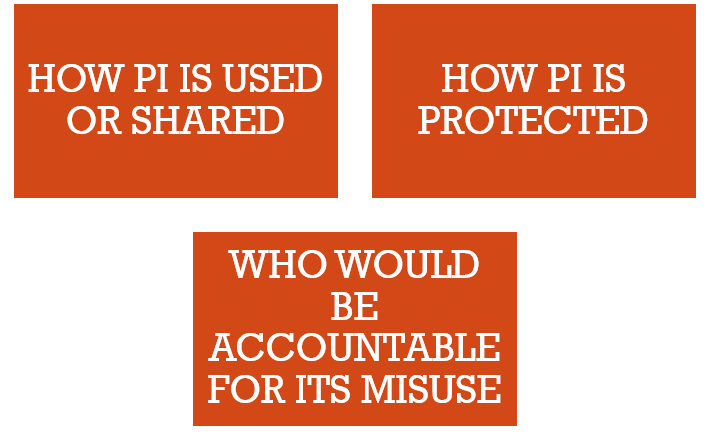 HOW PI IS USED
OR SHARED
HOW PI IS
PROTECTED
WHO WOULD
BE
ACCOUNTABLE
FOR ITS MISUSE